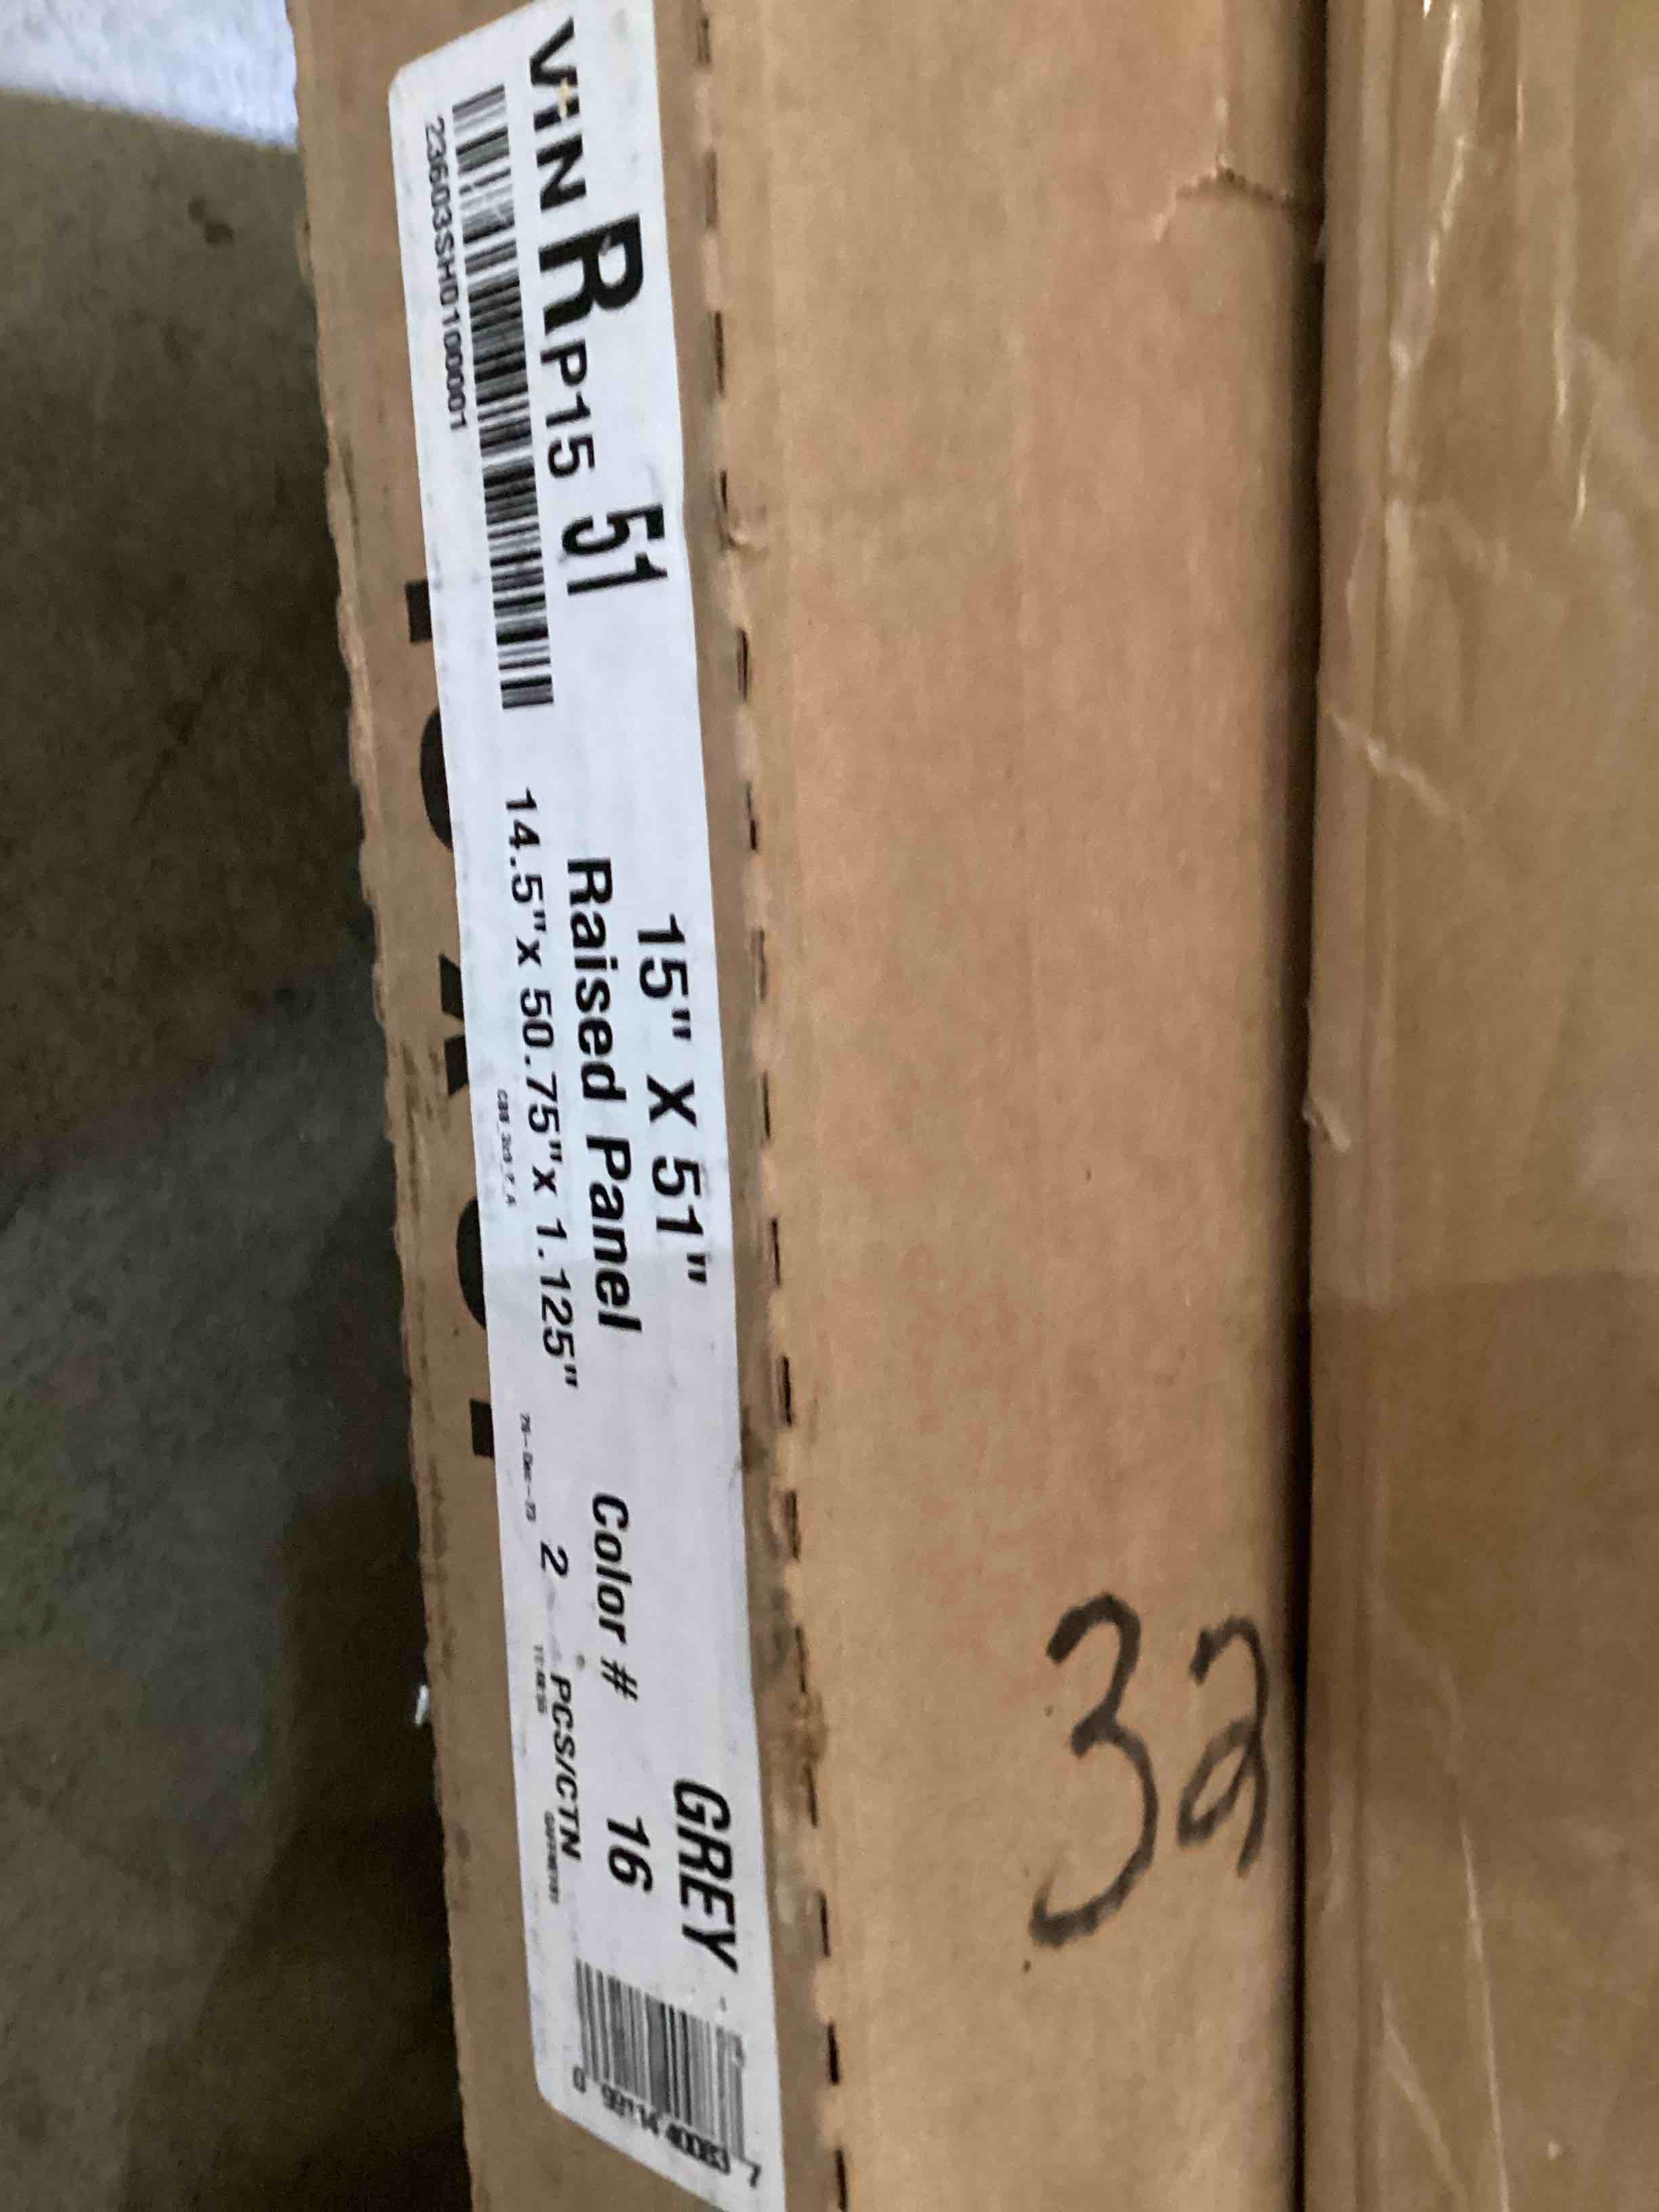 VIN RP15 51
23603SH0100001
15" X 51"
Raised Panel
14.5"x 50.75"x 1.125"
GREY
Color # 16
2 PCS/CTN
32